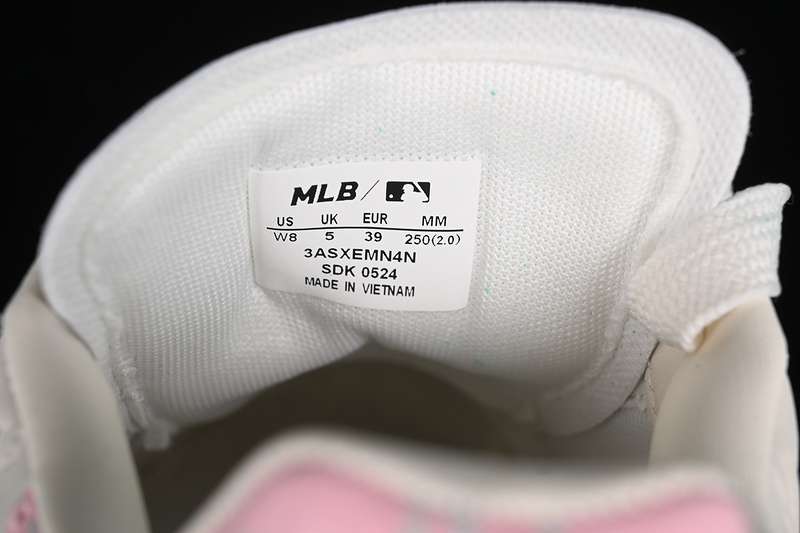 MLB /
US UK EUR MM
W8 5 39 250(2.0)
3ASXEMN4N
SDK 0524
MADE IN VIETNAM